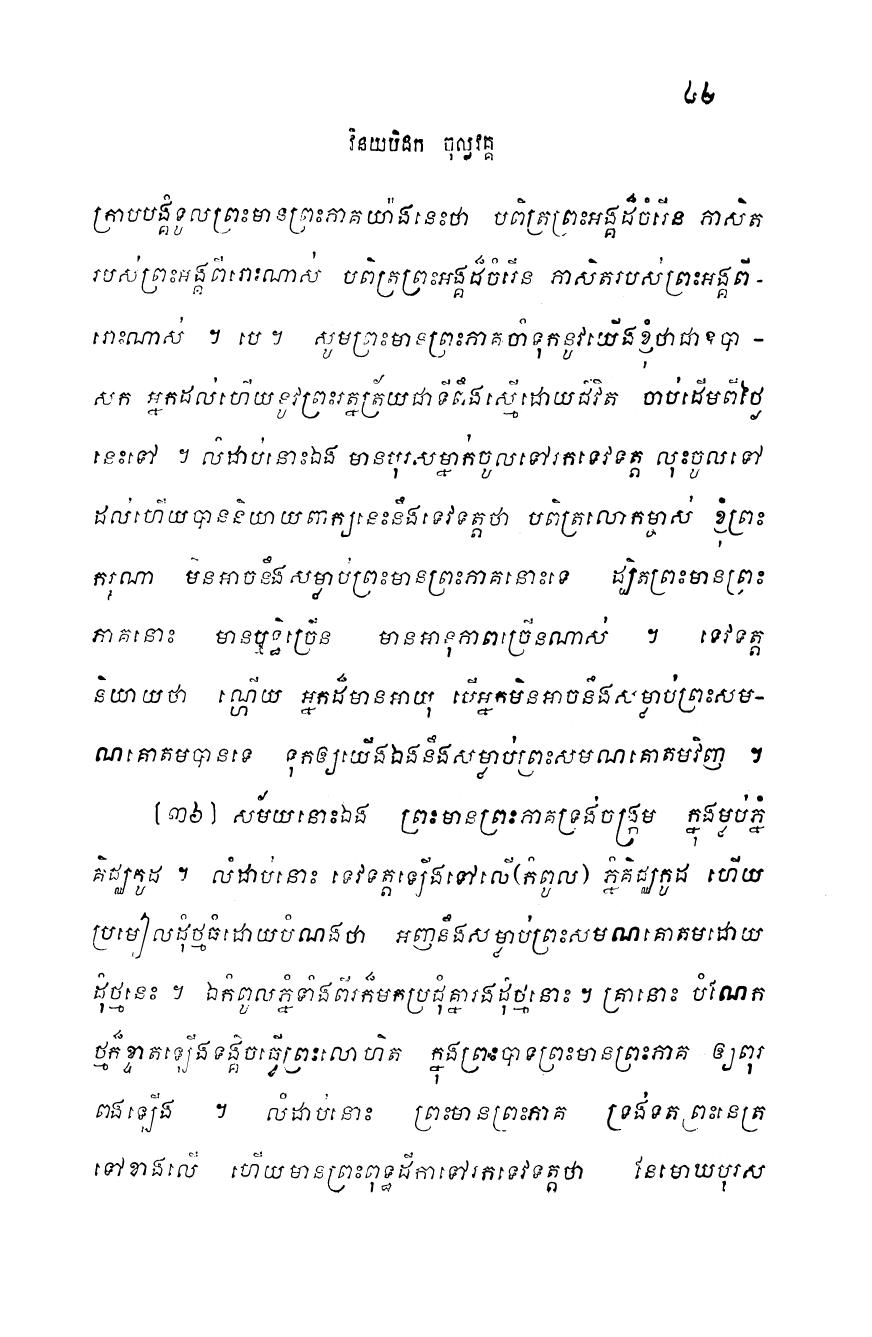 ៤២
វិនយបិដក ចុល្លវគ្គ
ក្រាបបង្គំទូលព្រះមានព្រះភាគយ៉ាងនេះថា បពិត្រព្រះអង្គដ៏ចំរើន ភាសិត
របស់ព្រះអង្គពីរោះណាស់ បពិត្រព្រះអង្គដ៏ចំរើន ភាសិតរបស់ព្រះអង្គពី-
រោះណាស់ ។ បេ ។ សូមព្រះមានព្រះភាគចាំទុកនូវយើងខ្ញុំថាជាឧបា-
សក អ្នកដល់ហើយនូវព្រះរត្នត្រ័យជាទីពឹងស្មើដោយជីវិត ចាប់ដើមពីថ្ងៃ
នេះទៅ ។ លំដាប់នោះឯង មានបុរសម្នាក់ចូលទៅរកទេវទត្ត លុះចូលទៅ
ដល់ហើយបាននិយាយពាក្យនេះនឹងទេវទត្តថា បពិត្រលោកម្ចាស់ ខ្ញុំព្រះ
ករុណា មិនអាចនឹងសម្លាប់ព្រះមានព្រះភាគនោះទេ ដ្បិតព្រះមានព្រះ
ភាគនោះ មានឫទ្ធិច្រើន មានអានុភាពច្រើនណាស់ ។ ទេវទត្ត
និយាយថា ណ្ហើយ អ្នកដ៏មានអាយុ បើអ្នកមិនអាចនឹងសម្លាប់ព្រះសម-
ណគោតមបានទេ ទុកឲ្យយើងឯងនឹងសម្លាប់ព្រះសមណគោតមវិញ ។
[៣៦] សម័យនោះឯង ព្រះមានព្រះភាគទ្រង់ចង្ក្រម ក្នុងម្លប់ភ្នំ
គិជ្ឈកូដ ។ លំដាប់នោះ ទេវទត្តឡើងទៅលើ(កំពូល) ភ្នំគិជ្ឈកូដ ហើយ
ប្រមៀលដុំថ្មធំដោយបំណងថា អញនឹងសម្លាប់ព្រះសមណគោតមដោយ
ដុំថ្មនេះ ។ ឯកំពូលភ្នំទាំងពីរក៏មកប្រជុំគ្នារងដុំថ្មនោះ ។ គ្រានោះ បំណែក
ថ្មក៏ខ្ទាតឡើងទង្គិចធ្វើព្រះលោហិត ក្នុងព្រះបាទព្រះមានព្រះភាគ ឲ្យពុរ
ពងឡើង ។ លំដាប់នោះ ព្រះមានព្រះភាគ ទ្រង់ទតព្រះនេត្រ
ទៅខាងលើ ហើយមានព្រះពុទ្ធដីកាទៅរកទេវទត្តថា នែមោឃបុរស